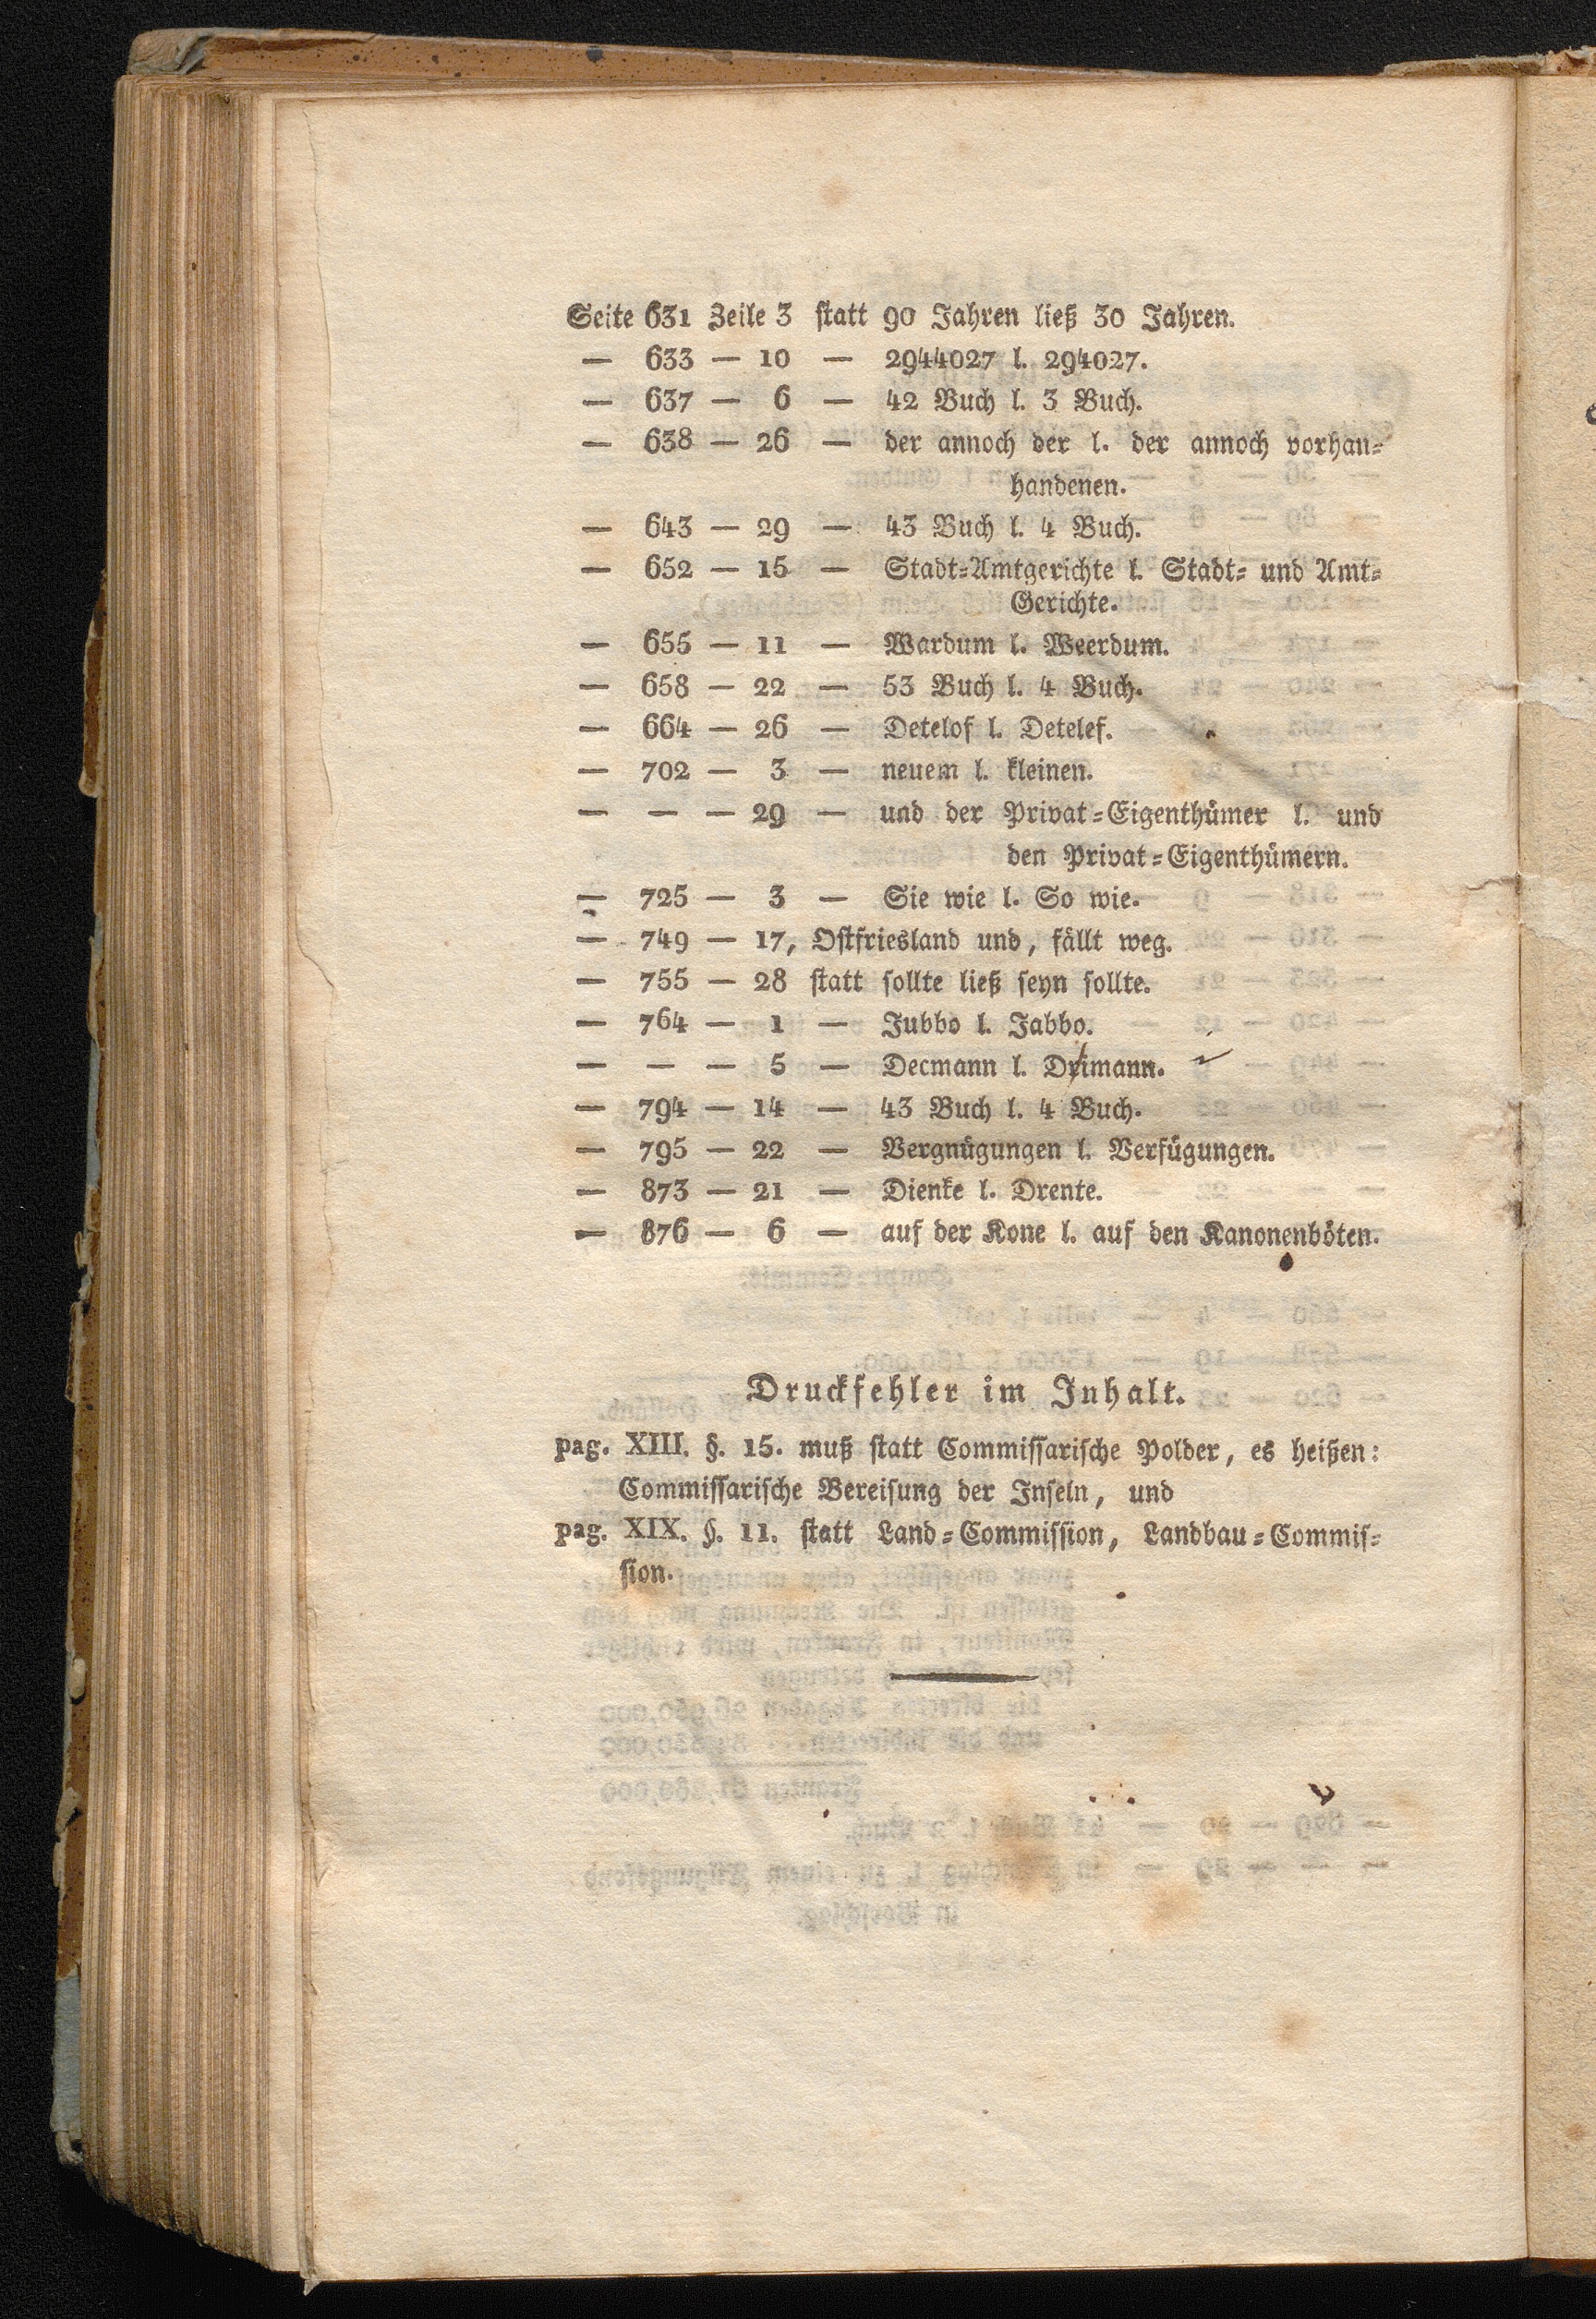 Seite 631 Zeile 3 statt 90 Jahren ließ 30 Jahren.
— 633 — 10 — 2944027 l. 294027.
— 637 — 6 — 42 Buch l. 3 Buch.
— 638 — 26 — der annoch der l. der annoch vorhan-
handenen.
— 643 — 29 — 43 Buch l. 4 Buch.
— 652 — 15 — Stadt-Amtgerichte l. Stadt- und Amt-
Gerichte.
— 655 — 11 — Wardum l. Weerdum.
— 658 — 22 — 53 Buch l. 4 Buch.
— 664 — 26 — Detelof l. Detelef.
— 702 — 3 — neuem l. kleinen.
— — — 29 — und der Privat-Eigenthümer l. und
den Privat-Eigenthümern.
— 725 — 3 — Sie wie l. So wie.
— 749 — 17, Ostfriesland und, fällt weg.
— 755 — 28 statt sollte ließ seyn sollte.
— 764 — 1 — Jubbo l. Jabbo.
— — — 5 — Decmann l. Drimann.
— 794 — 14 — 43 Buch l. 4 Buch.
— 795 — 22 — Vergnügungen l. Verfügungen.
— 873 — 21 — Dienke l. Drente.
— 876 — 6 — auf der Kone l. auf den Kanonenböten.
Druckfehler im Inhalt.
pag. XIII. §. 15. muß statt Commissarische Polder, es heißen:
Commissarische Bereisung der Inseln, und
pag. XIX. §. 11. statt Land-Commission, Landbau-Commis-
sion.